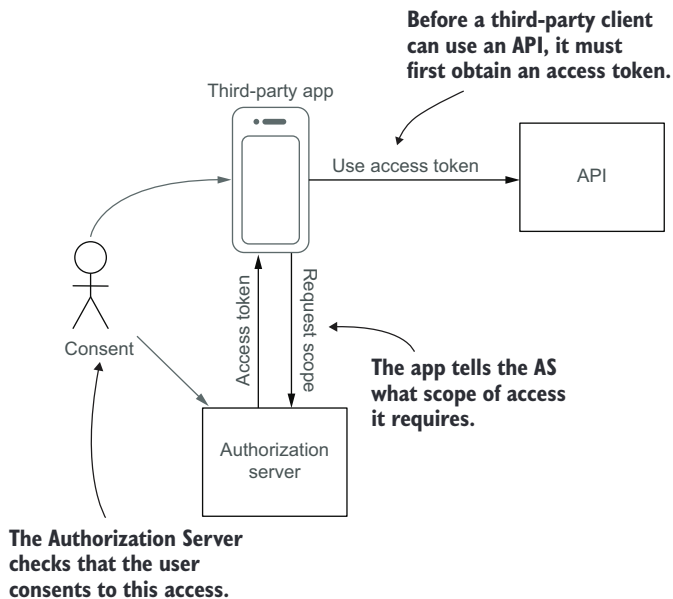 Before a third-party client
can use an API, it must
first obtain an access token.
Third-party app
Use access token
API
Access token
Request scope
Consent
The app tells the AS
what scope of access
it requires.
Authorization
server
The Authorization Server
checks that the user
consents to this access.